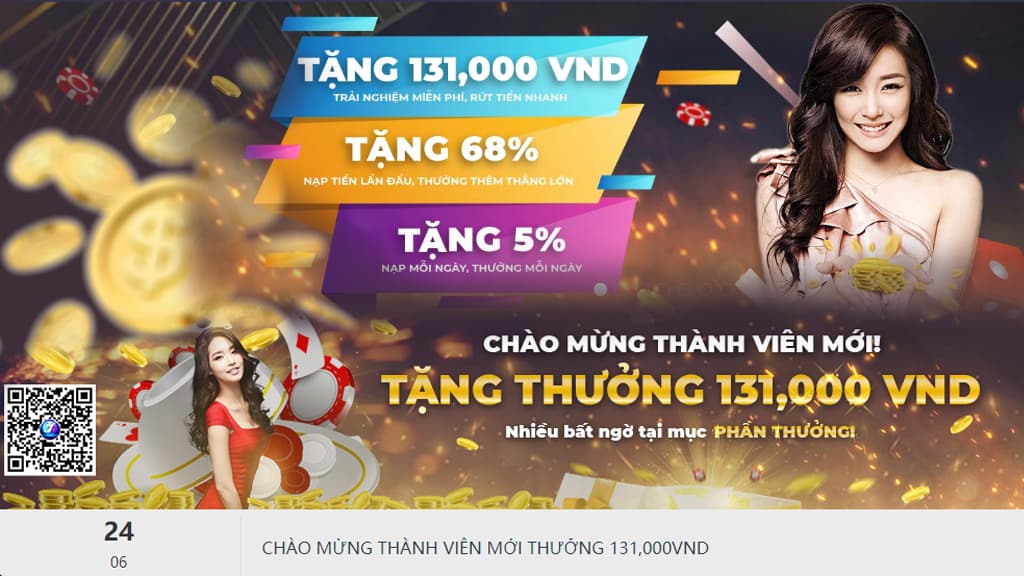 TẶNG 131,000 VND
TRẢI NGHIỆM MIỄN PHÍ, RÚT TIỀN NHANH
TẶNG 68%
NẠP TIỀN LẦN ĐẦU, THƯỞNG THÊM THẮNG LỚN
TẶNG 5%
NẠP MỖI NGÀY, THƯỞNG MỖI NGÀY
CHÀO MỪNG THÀNH VIÊN MỚI!
TẶNG THƯỞNG 131,000 VND
Nhiều bất ngờ tại mục PHẦN THƯỞNG!
24
06
CHÀO MỪNG THÀNH VIÊN MỚI THƯỞNG 131,000VND